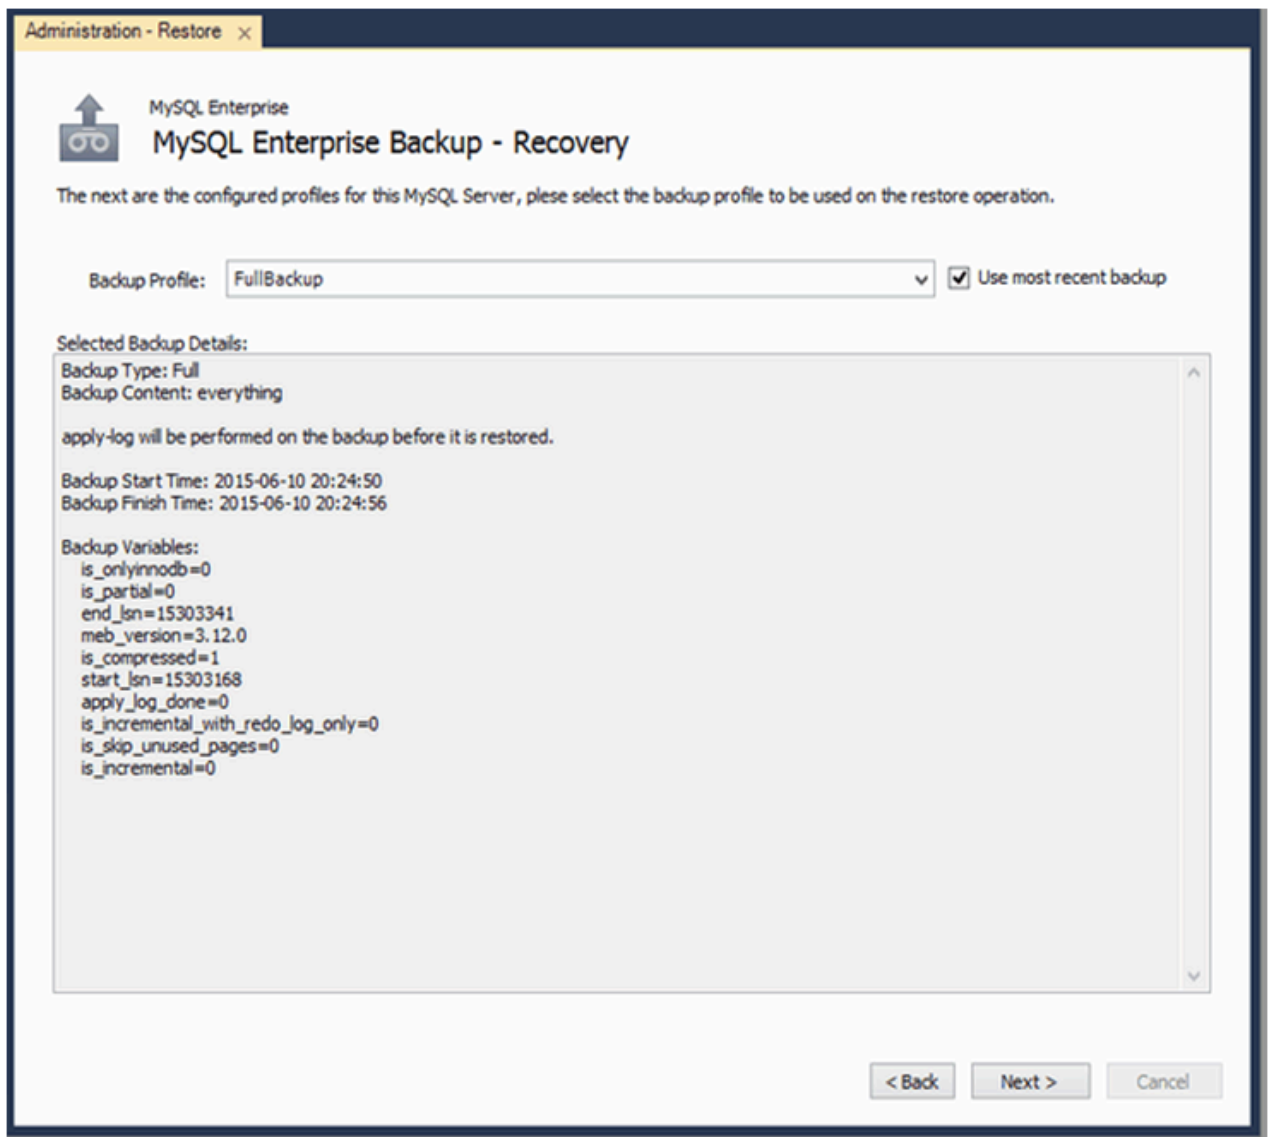 Administration - Restore ×
MySQL Enterprise
MySQL Enterprise Backup - Recovery
The next are the configured profiles for this MySQL Server, plese select the backup profile to be used on the restore operation.
Backup Profile: FullBackup Use most recent backup
Selected Backup Details:
Backup Type: Full
Backup Content: everything
apply-log will be performed on the backup before it is restored.
Backup Start Time: 2015-06-10 20:24:50
Backup Finish Time: 2015-06-10 20:24:56
Backup Variables:
is_onlyinnodb=0
is_partial=0
end_lsn=15303341
meb_version=3.12.0
is_compressed=1
start_lsn=15303168
apply_log_done=0
is_incremental_with_redo_log_only=0
is_skip_unused_pages=0
is_incremental=0
< Back Next > Cancel